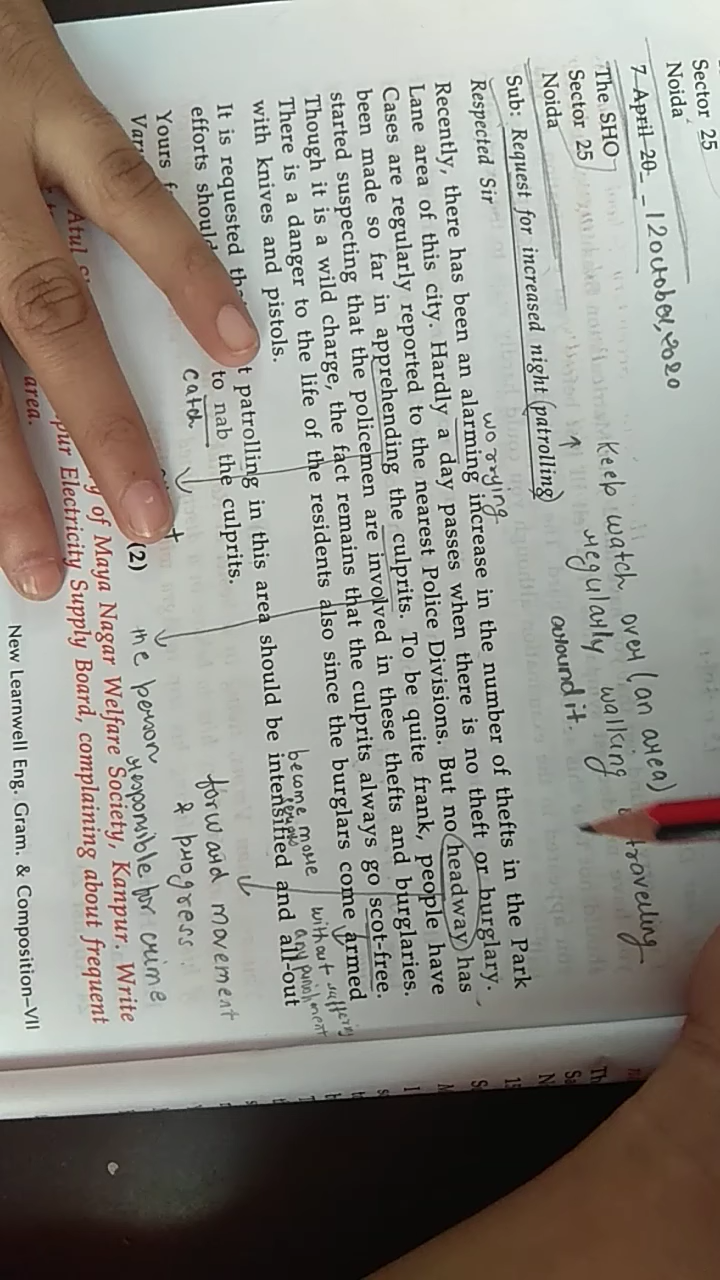 Sector 25
Noida
7 April 20_ _ 12 october, 2020
The SHO
Sector 25
Noida
keep watch over (an area)
regularly walking travelling
around it.
Sub: Request for increased night (patrolling)
Respected Sir
worrying
Recently, there has been an alarming increase in the number of thefts in the Park
Lane area of this city. Hardly a day passes when there is no theft or burglary.
Cases are regularly reported to the nearest Police Divisions. But no headway has
been made so far in apprehending the culprits. To be quite frank, people have
started suspecting that the policemen are involved in these thefts and burglaries.
Though it is a wild charge, the fact remains that the culprits always go scot-free.
There is a danger to the life of the residents also since the burglars come armed
with knives and pistols.
become more
without suffering
any punishment
It is requested patrolling in this area should be intensified and all-out
efforts to nab the culprits.
catch
forward movement
& progress
Yours
(2) the person responsible for crime
Atul of Maya Nagar Welfare Society, Kanpur. Write
Electricity Supply Board, complaining about frequent
area.
New Learnwell Eng. Gram. & Composition–VII